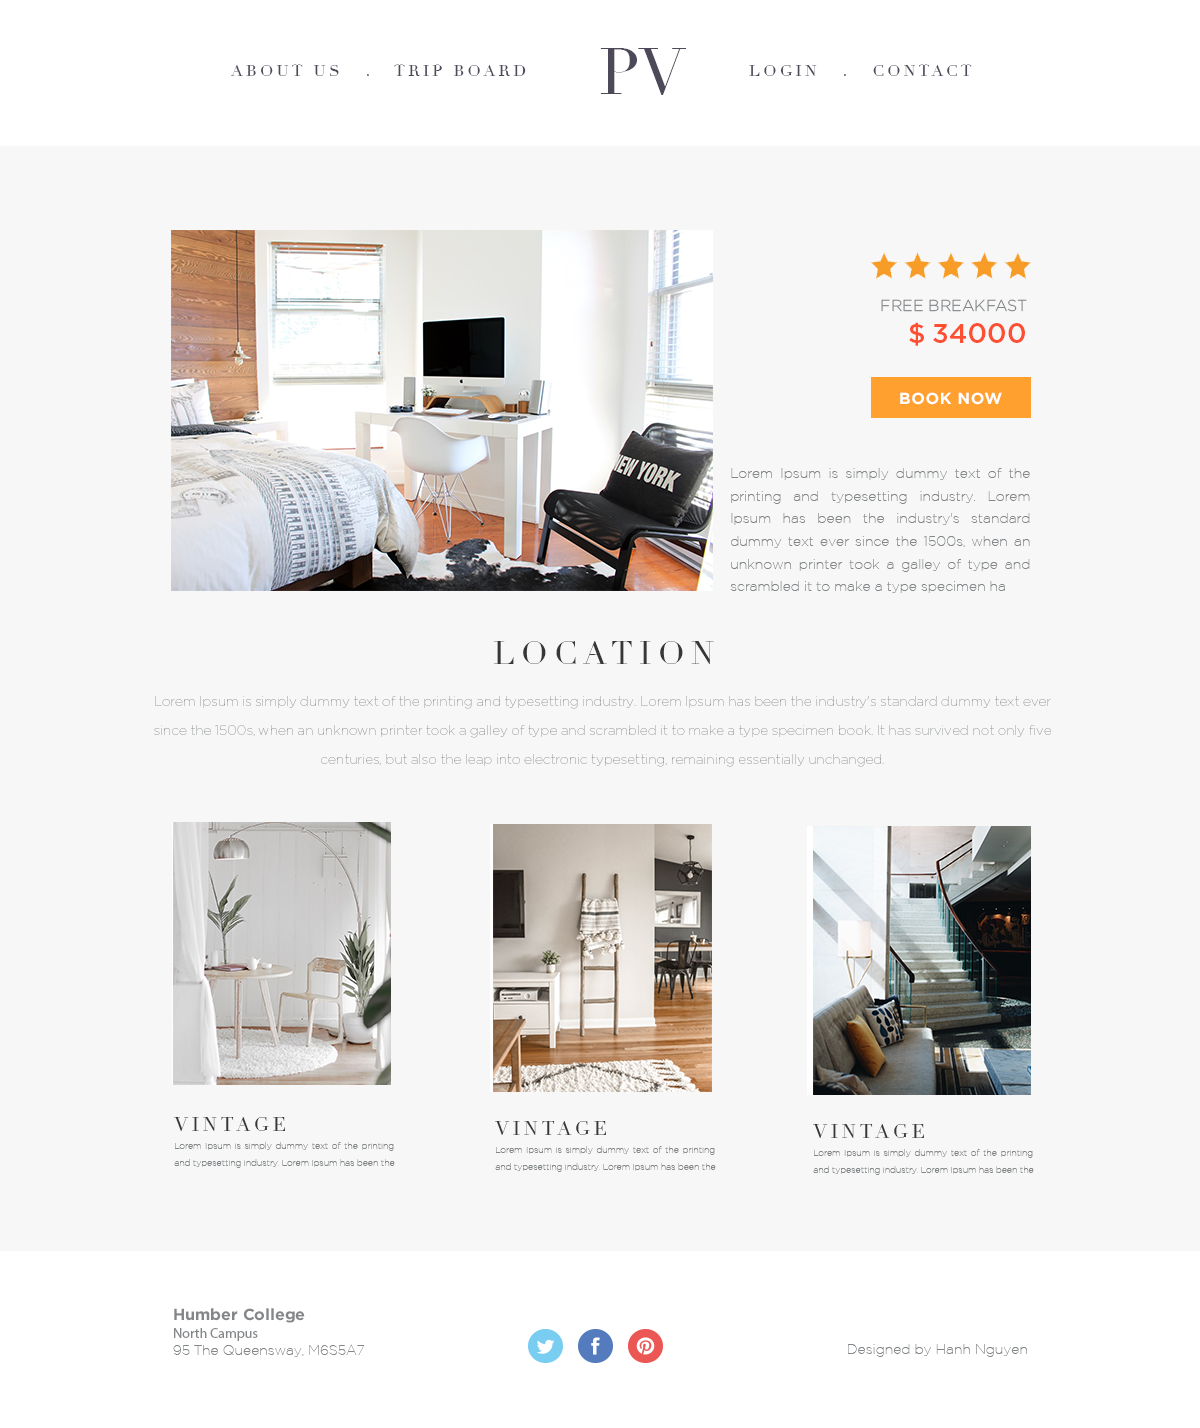 ABOUT US . TRIP BOARD PV LOGIN . CONTACT
FREE BREAKFAST
$ 34000
BOOK NOW
NEW YORK
Lorem Ipsum is simply dummy text of the
printing and typesetting industry. Lorem
Ipsum has been the industry's standard
dummy text ever since the 1500s, when an
unknown printer took a galley of type and
scrambled it to make a type specimen ha
LOCATION
Lorem Ipsum is simply dummy text of the printing and typesetting industry. Lorem Ipsum has been the industry's standard dummy text ever
since the 1500s, when an unknown printer took a galley of type and scrambled it to make a type specimen book. It has survived not only five
centuries, but also the leap into electronic typesetting, remaining essentially unchanged.
VINTAGE
Lorem Ipsum is simply dummy text of the printing
and typesetting industry. Lorem Ipsum has been the
VINTAGE
Lorem Ipsum is simply dummy text of the printing
and typesetting industry. Lorem Ipsum has been the
VINTAGE
Lorem Ipsum is simply dummy text of the printing
and typesetting industry. Lorem Ipsum has been the
Humber College
North Campus
95 The Queensway, M6S5A7
Designed by Hanh Nguyen